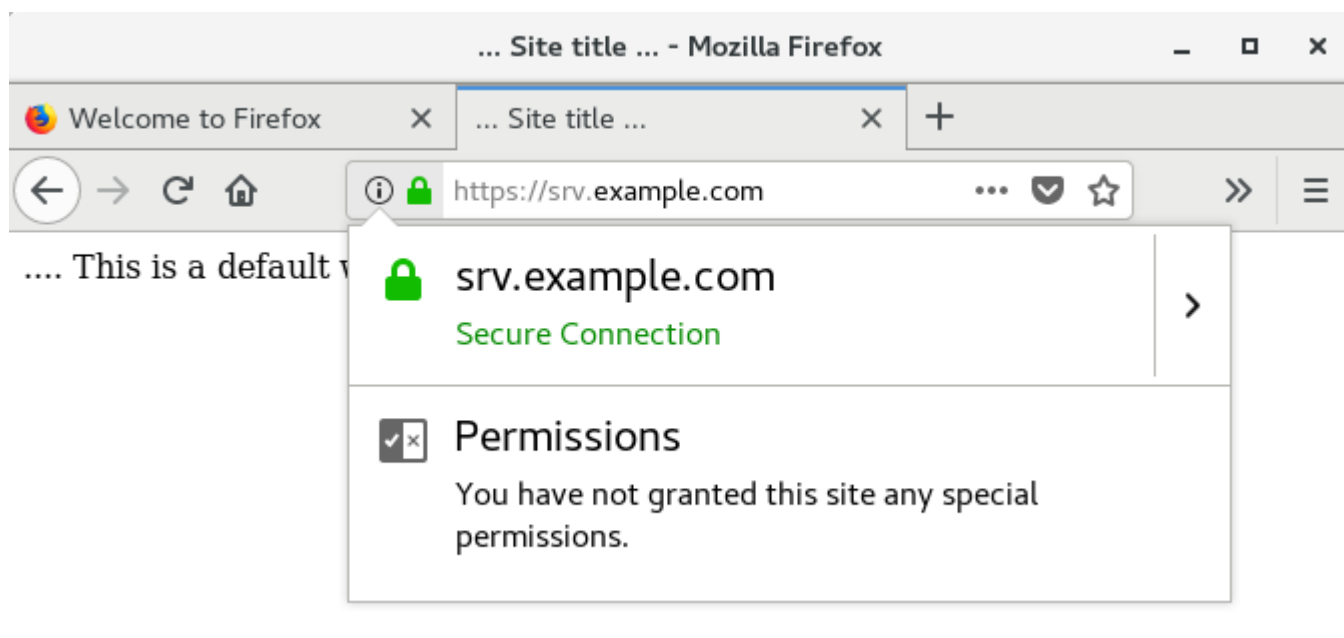 ... Site title ... - Mozilla Firefox
Welcome to Firefox
... Site title ...
https://srv.example.com
.... This is a default
srv.example.com
Secure Connection
Permissions
You have not granted this site any special
permissions.